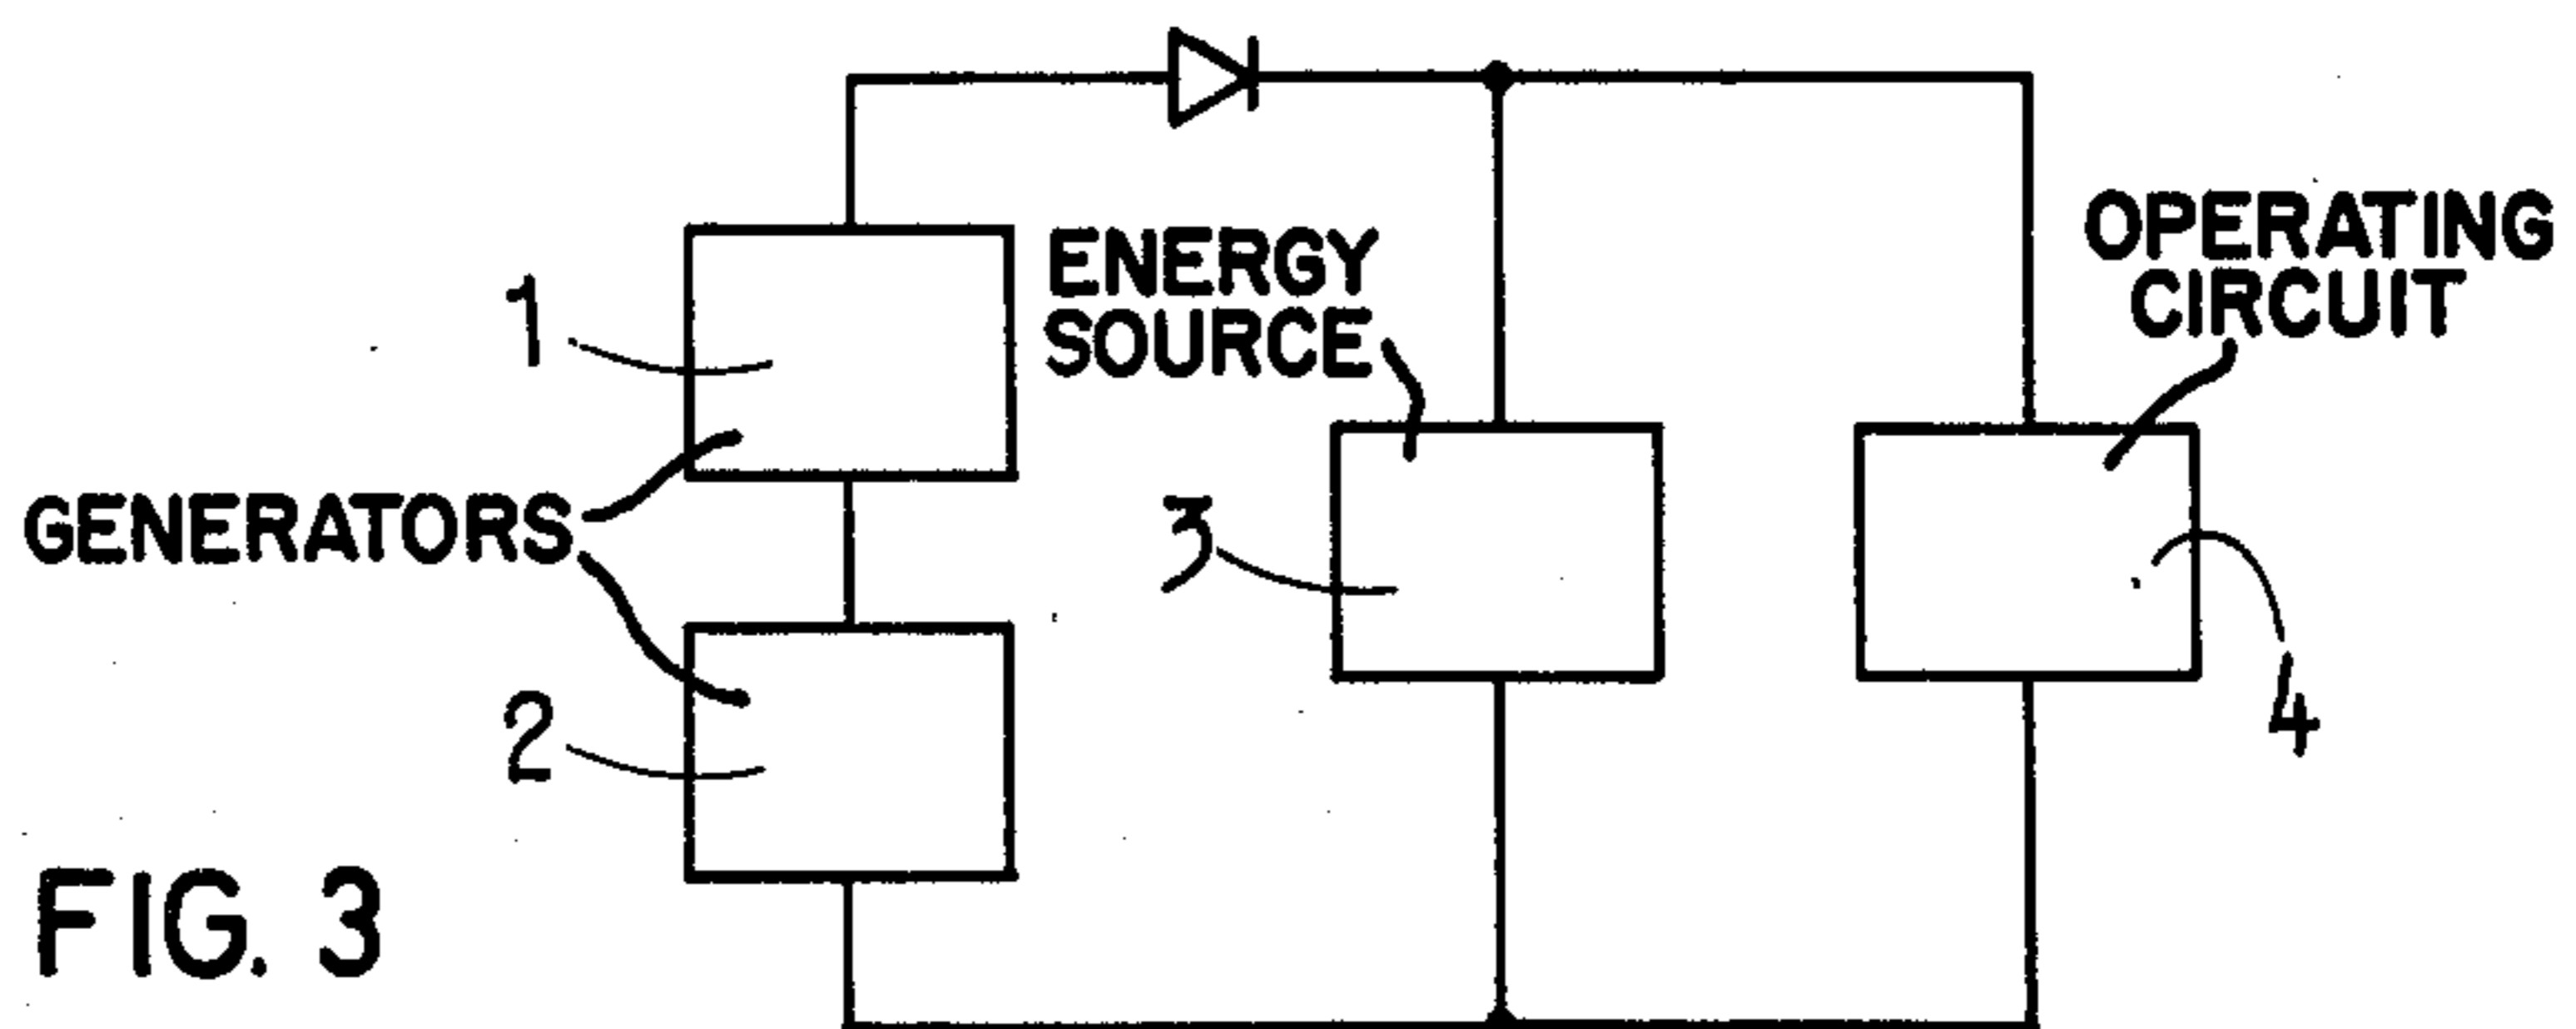 OPERATING
CIRCUIT
ENERGY
SOURCE
1
GENERATORS
3
2
4
FIG. 3